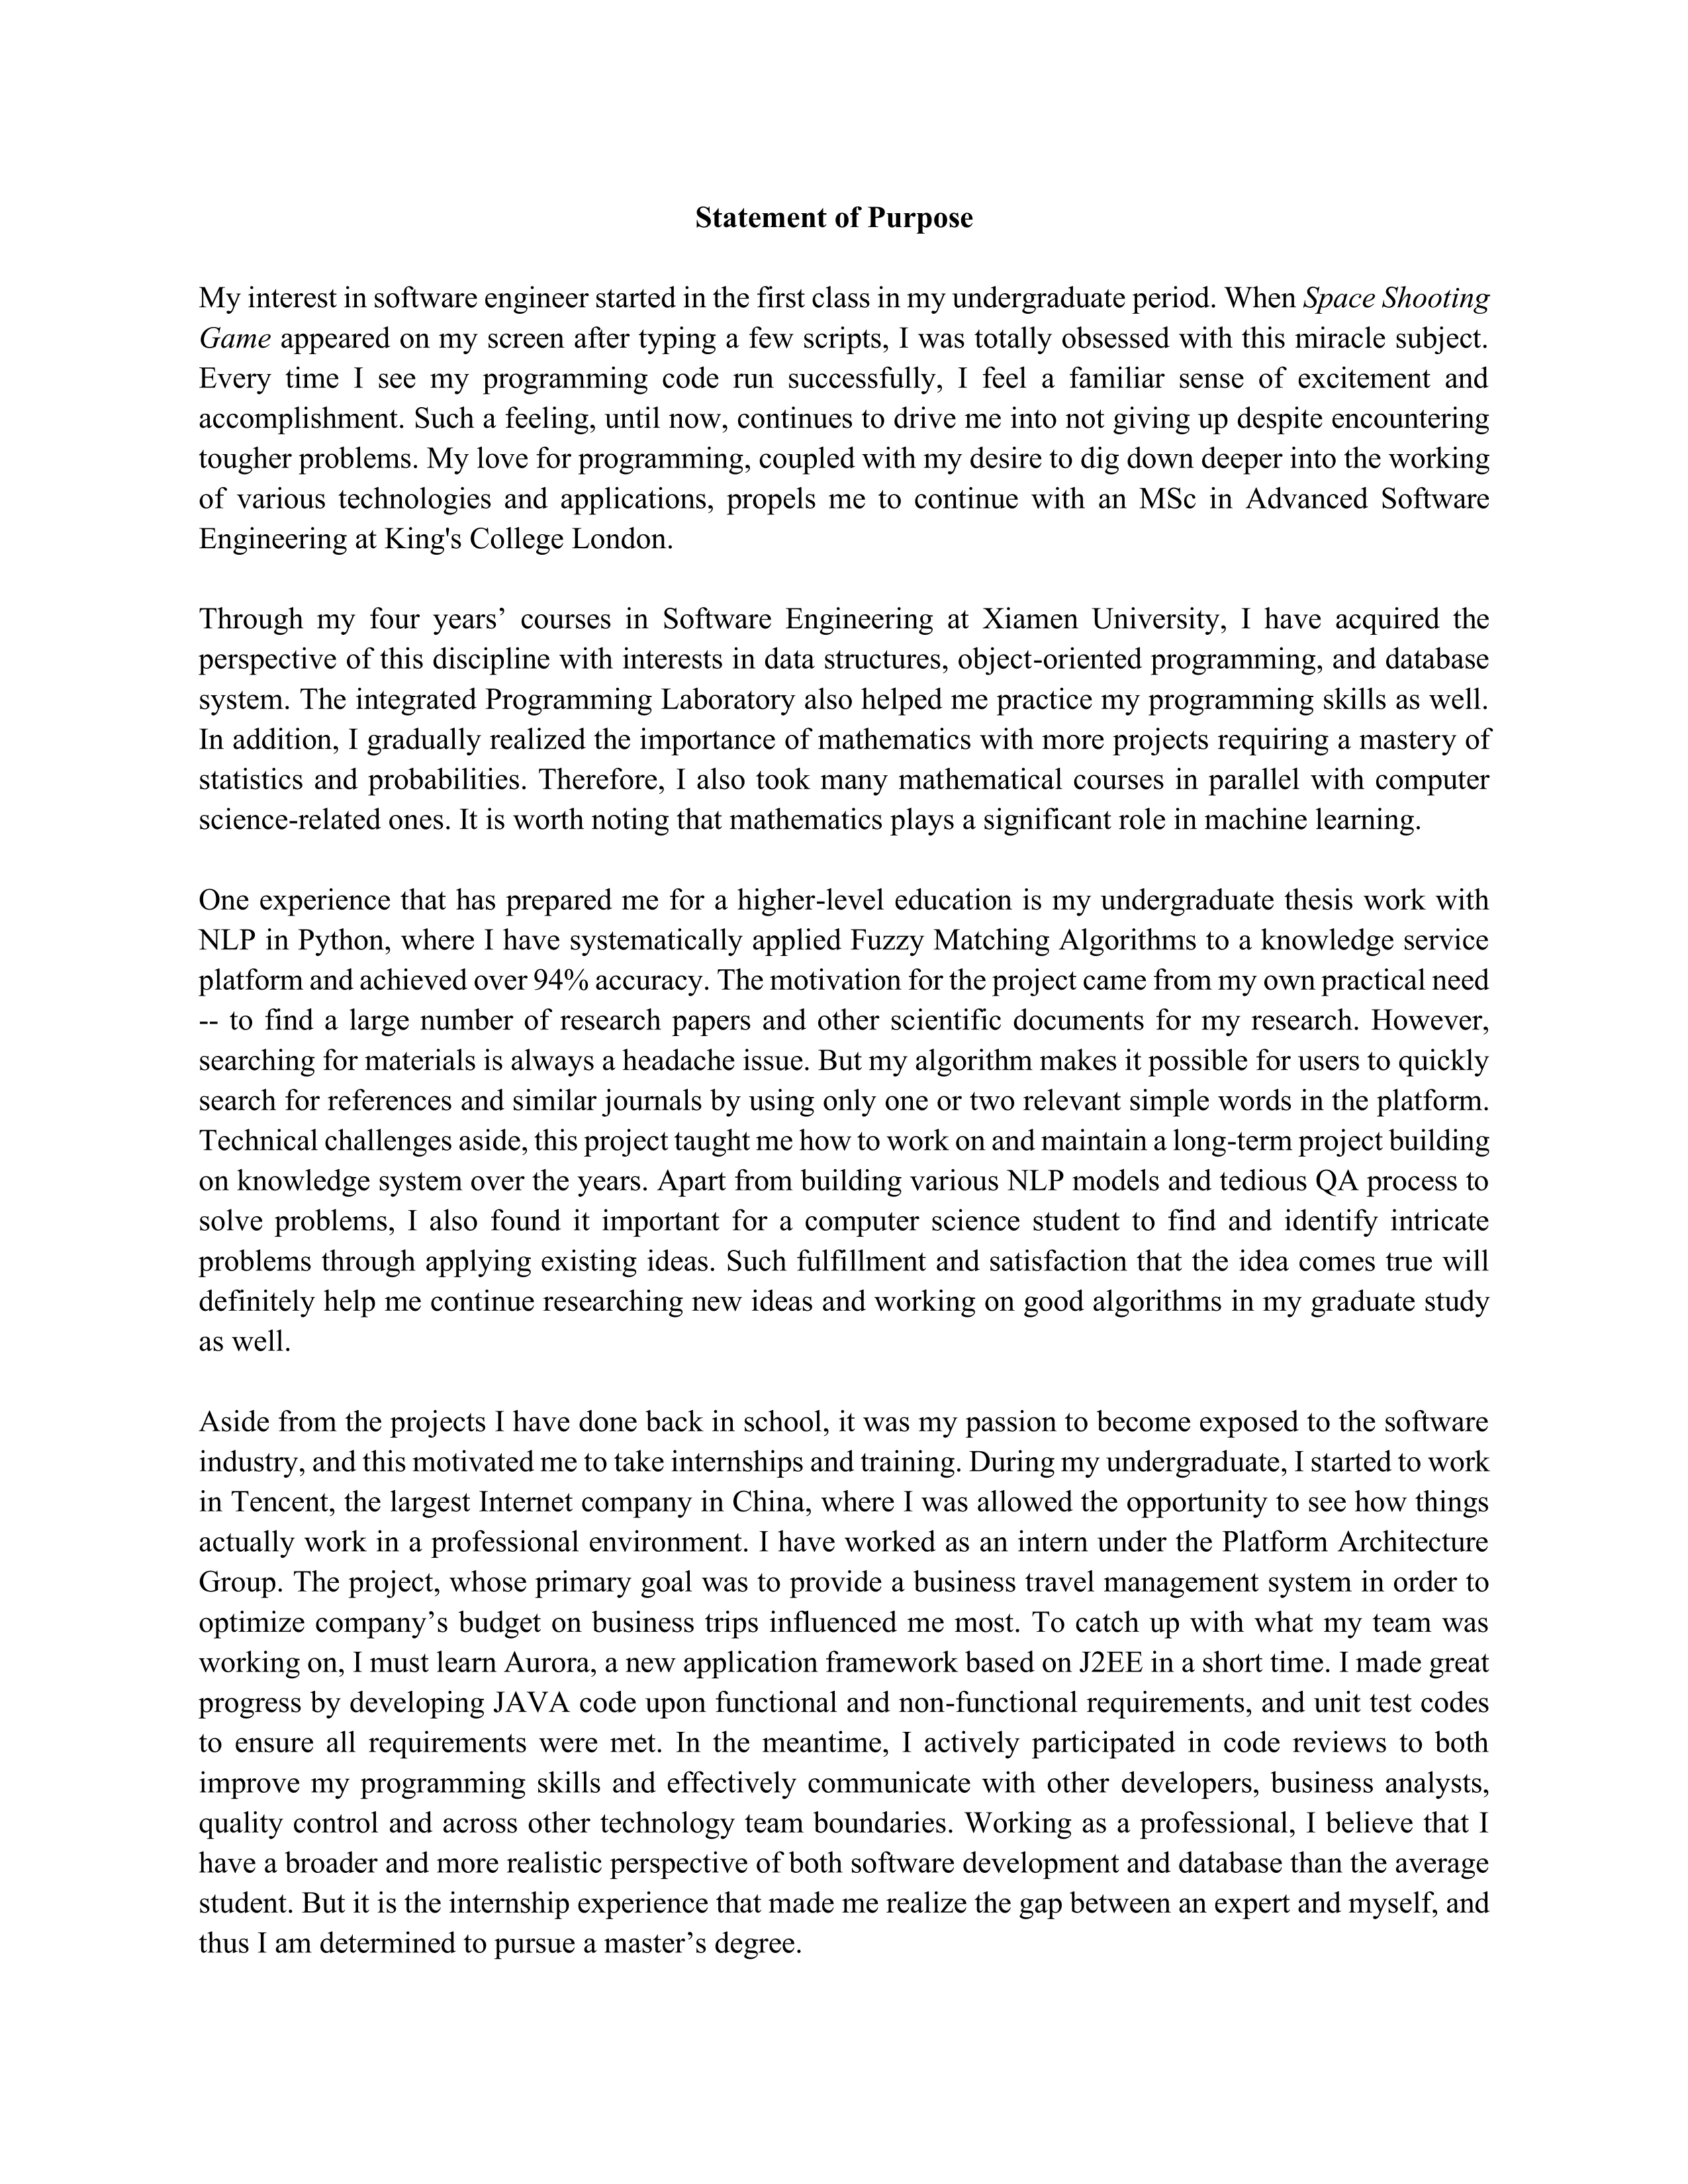 Statement of Purpose
My interest in software engineer started in the first class in my undergraduate period. When Space Shooting
Game appeared on my screen after typing a few scripts, I was totally obsessed with this miracle subject.
Every time I see my programming code run successfully, I feel a familiar sense of excitement and
accomplishment. Such a feeling, until now, continues to drive me into not giving up despite encountering
tougher problems. My love for programming, coupled with my desire to dig down deeper into the working
of various technologies and applications, propels me to continue with an MSc in Advanced Software
Engineering at King's College London.
Through my four years’ courses in Software Engineering at Xiamen University, I have acquired the
perspective of this discipline with interests in data structures, object-oriented programming, and database
system. The integrated Programming Laboratory also helped me practice my programming skills as well.
In addition, I gradually realized the importance of mathematics with more projects requiring a mastery of
statistics and probabilities. Therefore, I also took many mathematical courses in parallel with computer
science-related ones. It is worth noting that mathematics plays a significant role in machine learning.
One experience that has prepared me for a higher-level education is my undergraduate thesis work with
NLP in Python, where I have systematically applied Fuzzy Matching Algorithms to a knowledge service
platform and achieved over 94% accuracy. The motivation for the project came from my own practical need
-- to find a large number of research papers and other scientific documents for my research. However,
searching for materials is always a headache issue. But my algorithm makes it possible for users to quickly
search for references and similar journals by using only one or two relevant simple words in the platform.
Technical challenges aside, this project taught me how to work on and maintain a long-term project building
on knowledge system over the years. Apart from building various NLP models and tedious QA process to
solve problems, I also found it important for a computer science student to find and identify intricate
problems through applying existing ideas. Such fulfillment and satisfaction that the idea comes true will
definitely help me continue researching new ideas and working on good algorithms in my graduate study
as well.
Aside from the projects I have done back in school, it was my passion to become exposed to the software
industry, and this motivated me to take internships and training. During my undergraduate, I started to work
in Tencent, the largest Internet company in China, where I was allowed the opportunity to see how things
actually work in a professional environment. I have worked as an intern under the Platform Architecture
Group. The project, whose primary goal was to provide a business travel management system in order to
optimize company’s budget on business trips influenced me most. To catch up with what my team was
working on, I must learn Aurora, a new application framework based on J2EE in a short time. I made great
progress by developing JAVA code upon functional and non-functional requirements, and unit test codes
to ensure all requirements were met. In the meantime, I actively participated in code reviews to both
improve my programming skills and effectively communicate with other developers, business analysts,
quality control and across other technology team boundaries. Working as a professional, I believe that I
have a broader and more realistic perspective of both software development and database than the average
student. But it is the internship experience that made me realize the gap between an expert and myself, and
thus I am determined to pursue a master’s degree.